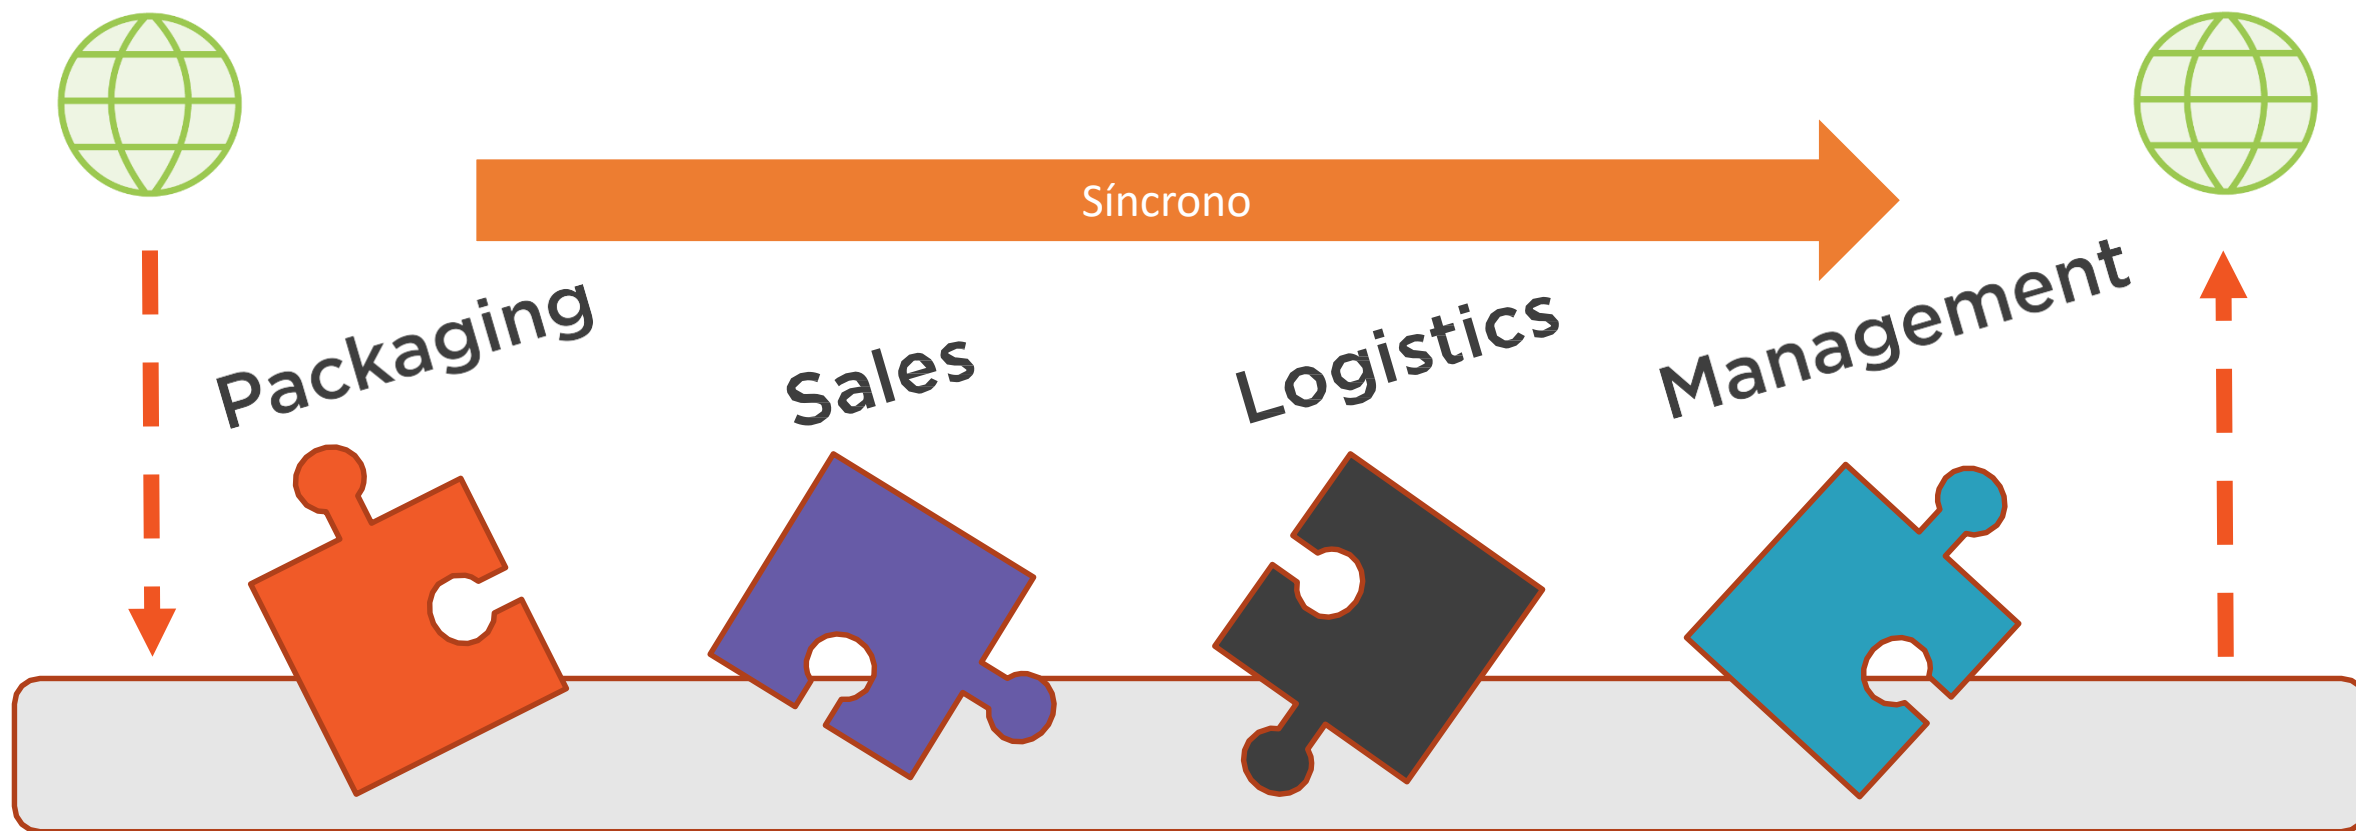 Síncrono
Packaging
Sales
Logistics
Management